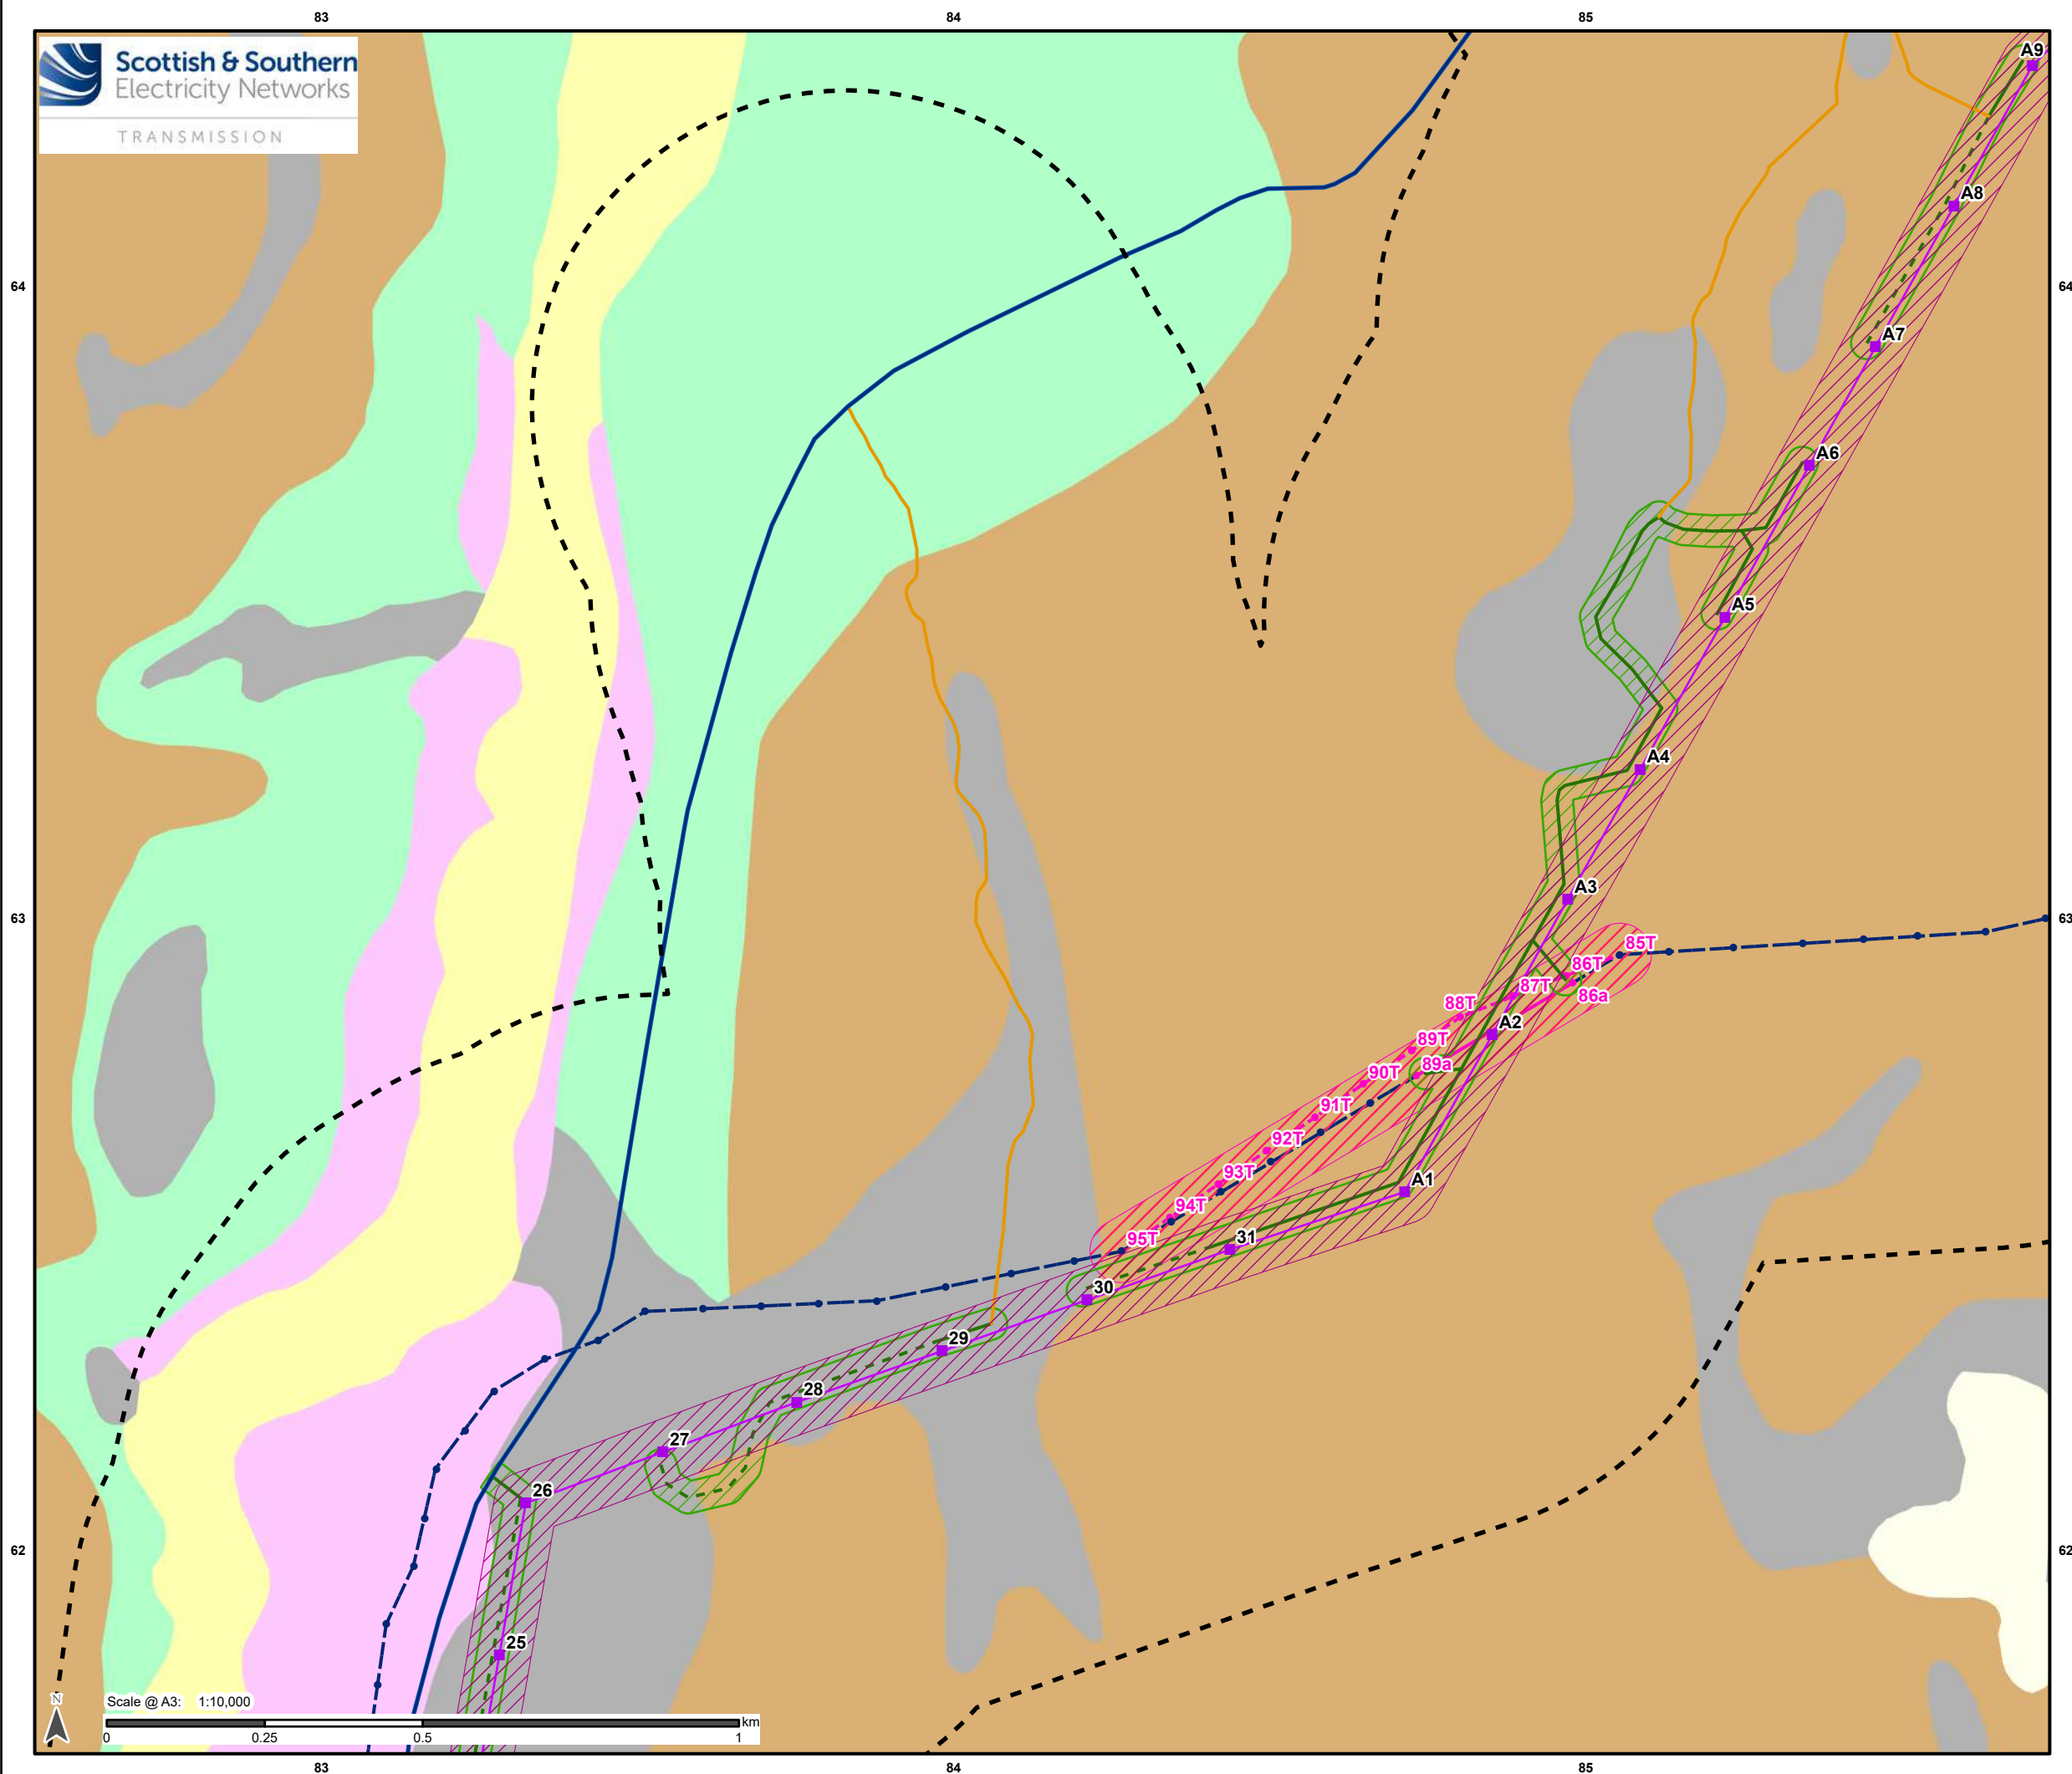 83
84
85
Scottish & Southern
Electricity Networks
TRANSMISSION
A9
A8
64
64
A7
A6
A5
A4
A3
63
63
85T
86T
87T
86a
88T
A2
89T
89a
90T
91T
92T
93T
A1
94T
95T
31
30
29
28
27
26
62
62
25
N
Scale @ A3: 1:10,000
km
0
0.25
0.5
1
83
84
85